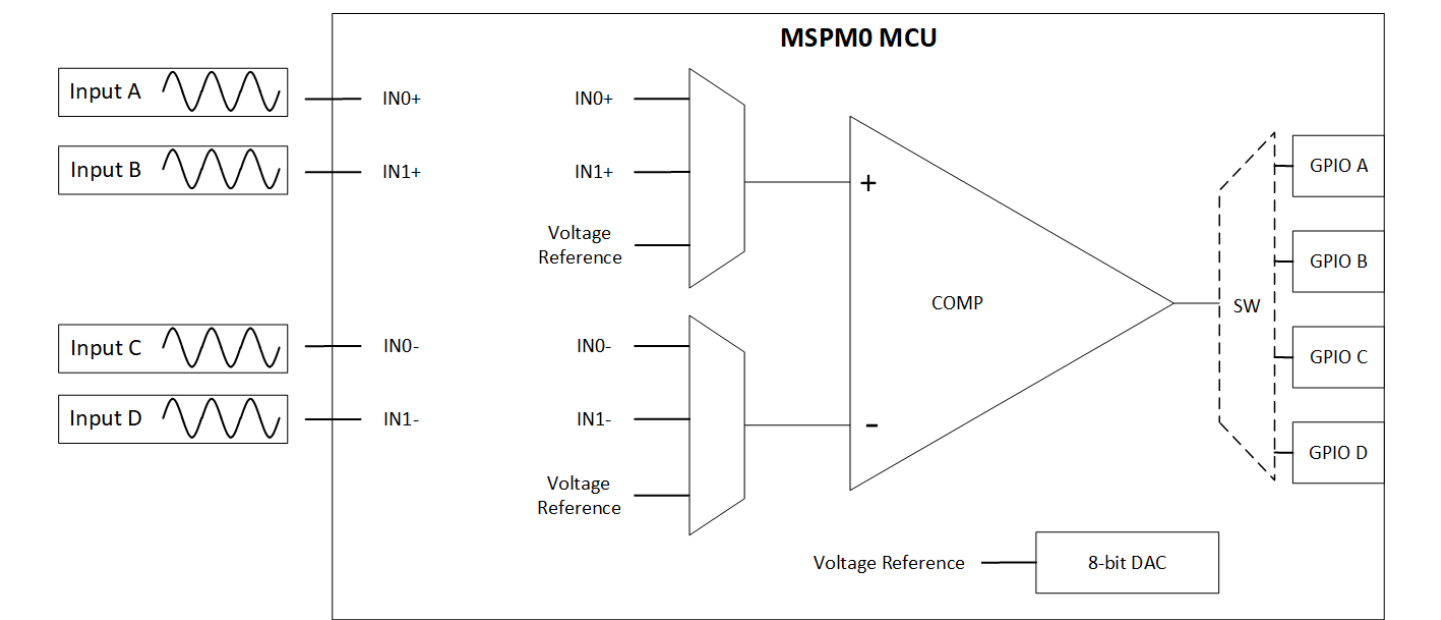 MSPM0 MCU
Input A
IN0+
IN0+
Input B
IN1+
IN1+
Voltage
Reference
+
GPIO A
GPIO B
COMP
SW
Input C
IN0-
IN0-
GPIO C
Input D
IN1-
IN1-
-
GPIO D
Voltage
Reference
Voltage Reference
8-bit DAC